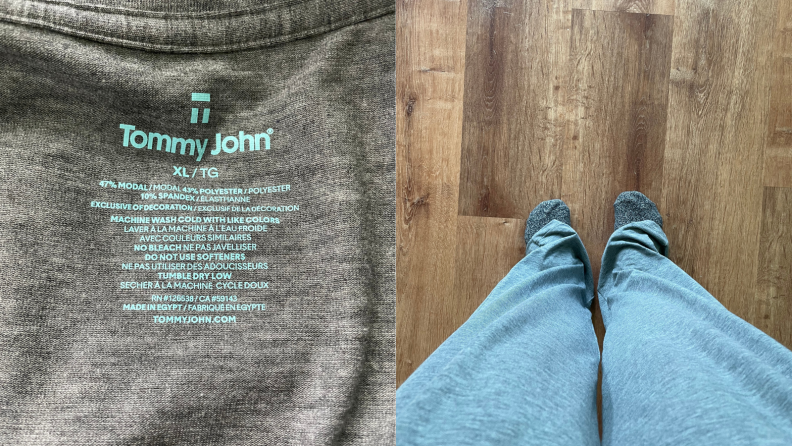 Tommy John®
XL / TG
47% MODAL / MODAL 43% POLYESTER / POLYESTER
10% SPANDEX / ÉLASTHANNE
EXCLUSIVE OF DECORATION / EXCLUSIF DE LA DÉCORATION
MACHINE WASH COLD WITH LIKE COLORS
LAVER À LA MACHINE À L'EAU FROIDE
AVEC COULEURS SIMILAIRES
NO BLEACH NE PAS JAVELLISER
DO NOT USE SOFTENERS
NE PAS UTILISER DES ADOUCISSEURS
TUMBLE DRY LOW
SÉCHER À LA MACHINE CYCLE DOUX
RN #126538 / CA #59143
MADE IN EGYPT / FABRIQUÉ EN EGYPTE
TOMMYJOHN.COM